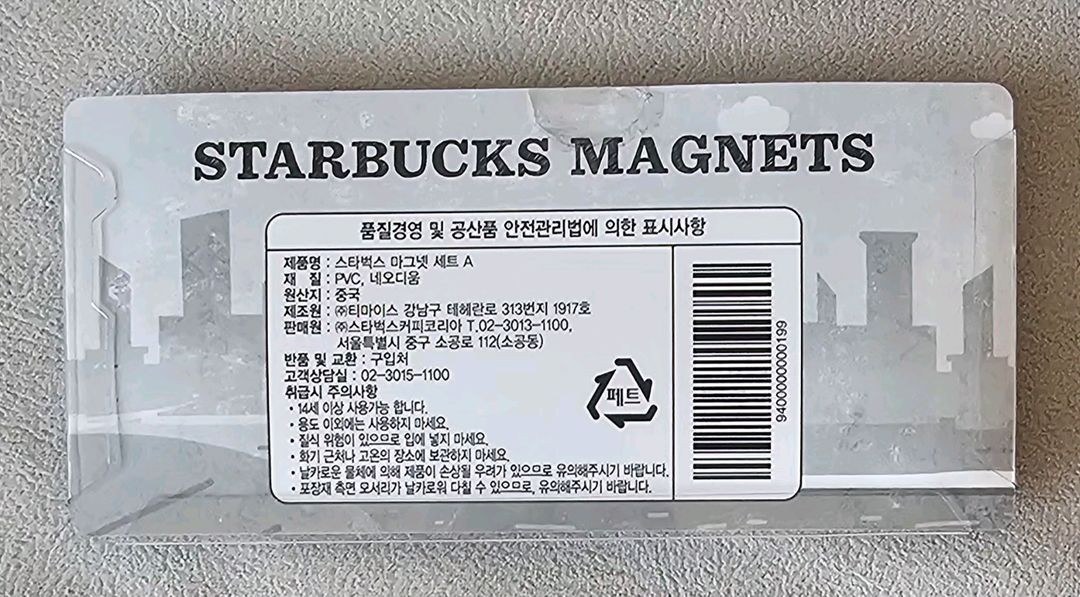 STARBUCKS MAGNETS
품질경영 및 공산품 안전관리법에 의한 표시사항
제품명 : 스타벅스 마그넷 세트 A
재 질 : PVC, 네오디움
원산지 : 중국
제조원 : ㈜티마이스 강남구 테헤란로 313번지 1917호
판매원 : ㈜스타벅스커피코리아 T.02-3013-1100,
서울특별시 중구 소공로 112(소공동)
반품 및 교환 : 구입처
고객상담실 : 02-3015-1100
취급시 주의사항
• 14세 이상 사용가능 합니다.
• 용도 이외에는 사용하지 마세요.
• 질식 위험이 있으므로 입에 넣지 마세요.
• 화기 근처나 고온의 장소에 보관하지 마세요.
• 날카로운 물체에 의해 제품이 손상될 우려가 있으므로 유의해주시기 바랍니다.
• 포장재 측면 모서리가 날카로워 다칠 수 있으므로, 유의해주시기 바랍니다.
페트
9400000000199